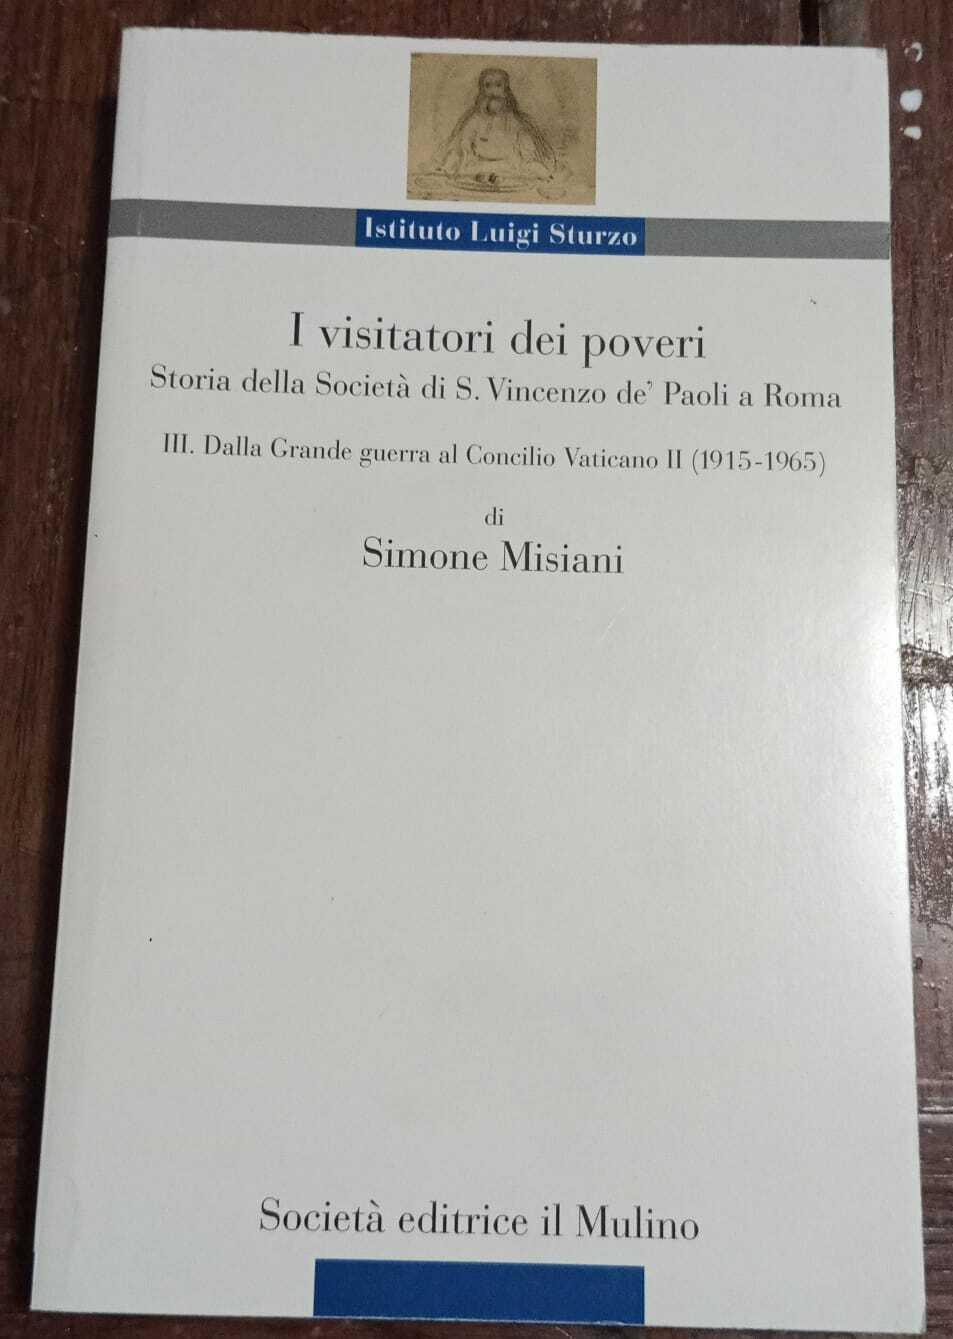 Istituto Luigi Sturzo
I visitatori dei poveri
Storia della Società di S. Vincenzo de' Paoli a Roma
III. Dalla Grande guerra al Concilio Vaticano II (1915-1965)
di
Simone Misiani
Società editrice il Mulino